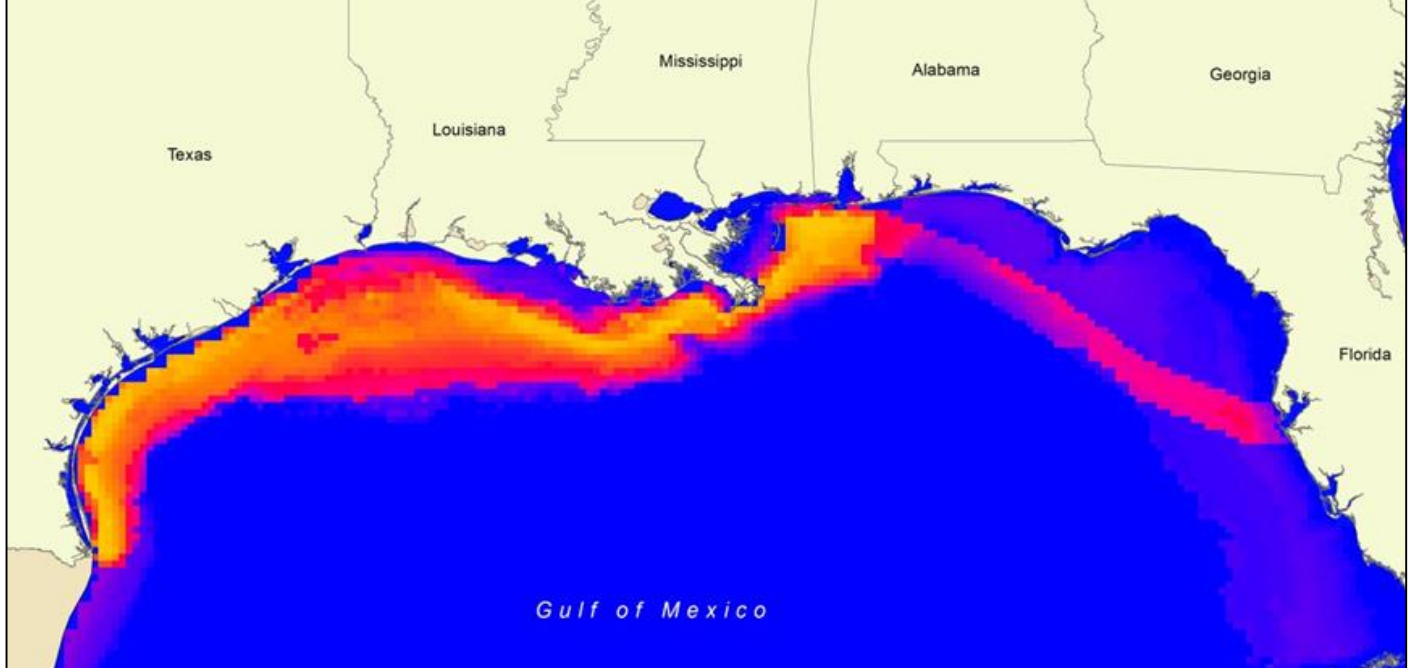 Mississippi
Alabama
Georgia
Louisiana
Texas
Florida
Gulf of Mexico